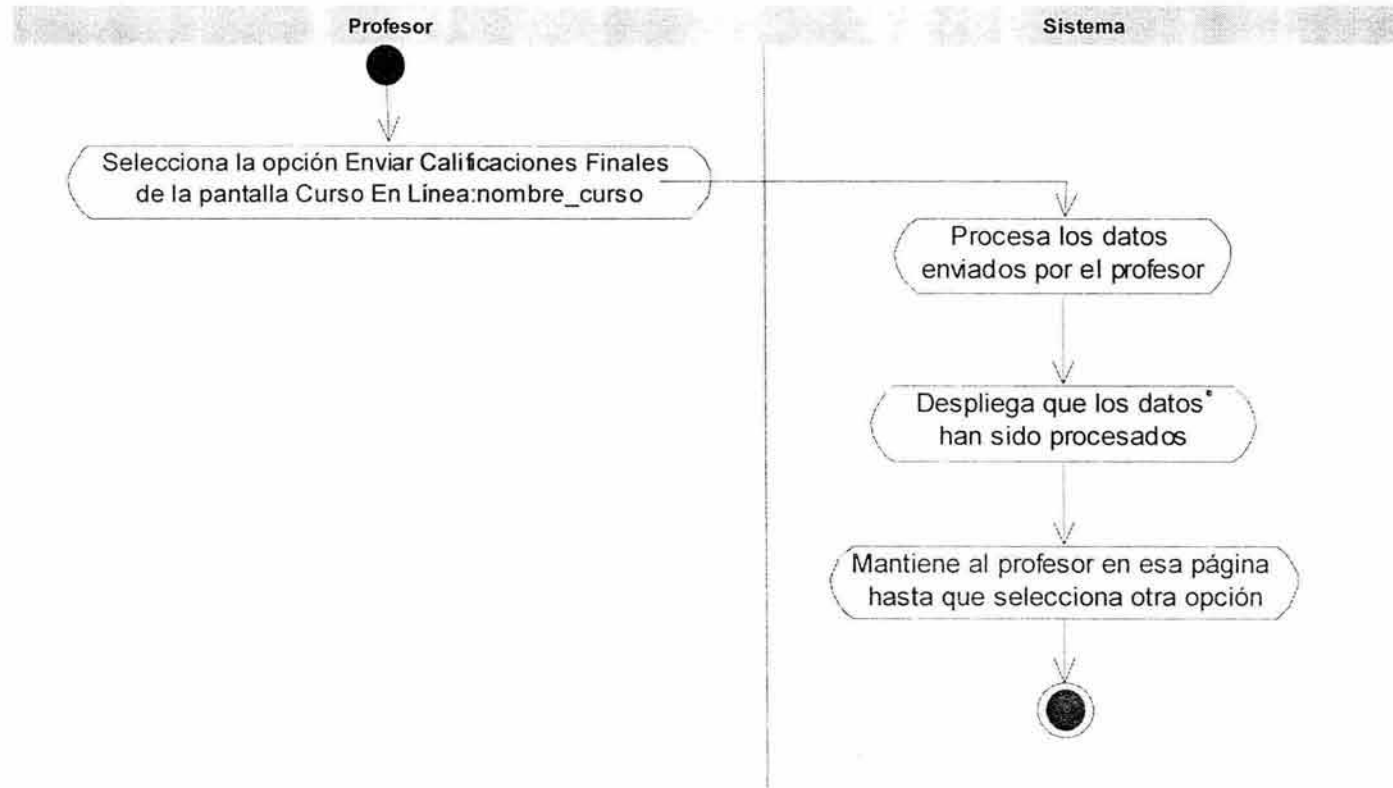 Profesor
Sistema
Selecciona la opción Enviar Calificaciones Finales
de la pantalla Curso En Línea:nombre_curso
Procesa los datos
enviados por el profesor
Despliega que los datos
han sido procesados
Mantiene al profesor en esa página
hasta que selecciona otra opción